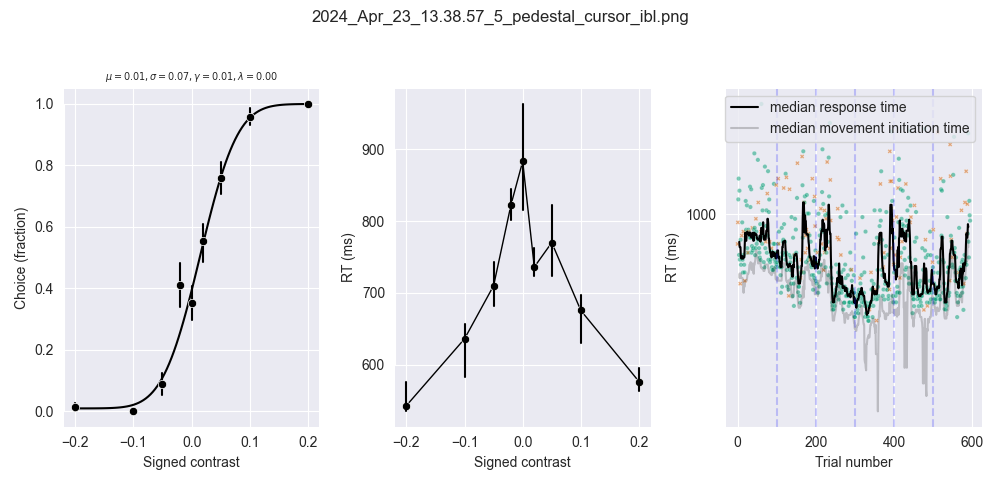 2024_Apr_23_13.38.57_5_pedestal_cursor_ibl.png
μ = 0.01, σ = 0.07, γ = 0.01, λ = 0.00
1.0
0.8
0.6
0.4
0.2
0.0
Choice (fraction)
−0.2 −0.1 0.0 0.1 0.2
Signed contrast
900
800
700
600
RT (ms)
−0.2 −0.1 0.0 0.1 0.2
Signed contrast
median response time
median movement initiation time
1000
RT (ms)
0 200 400 600
Trial number